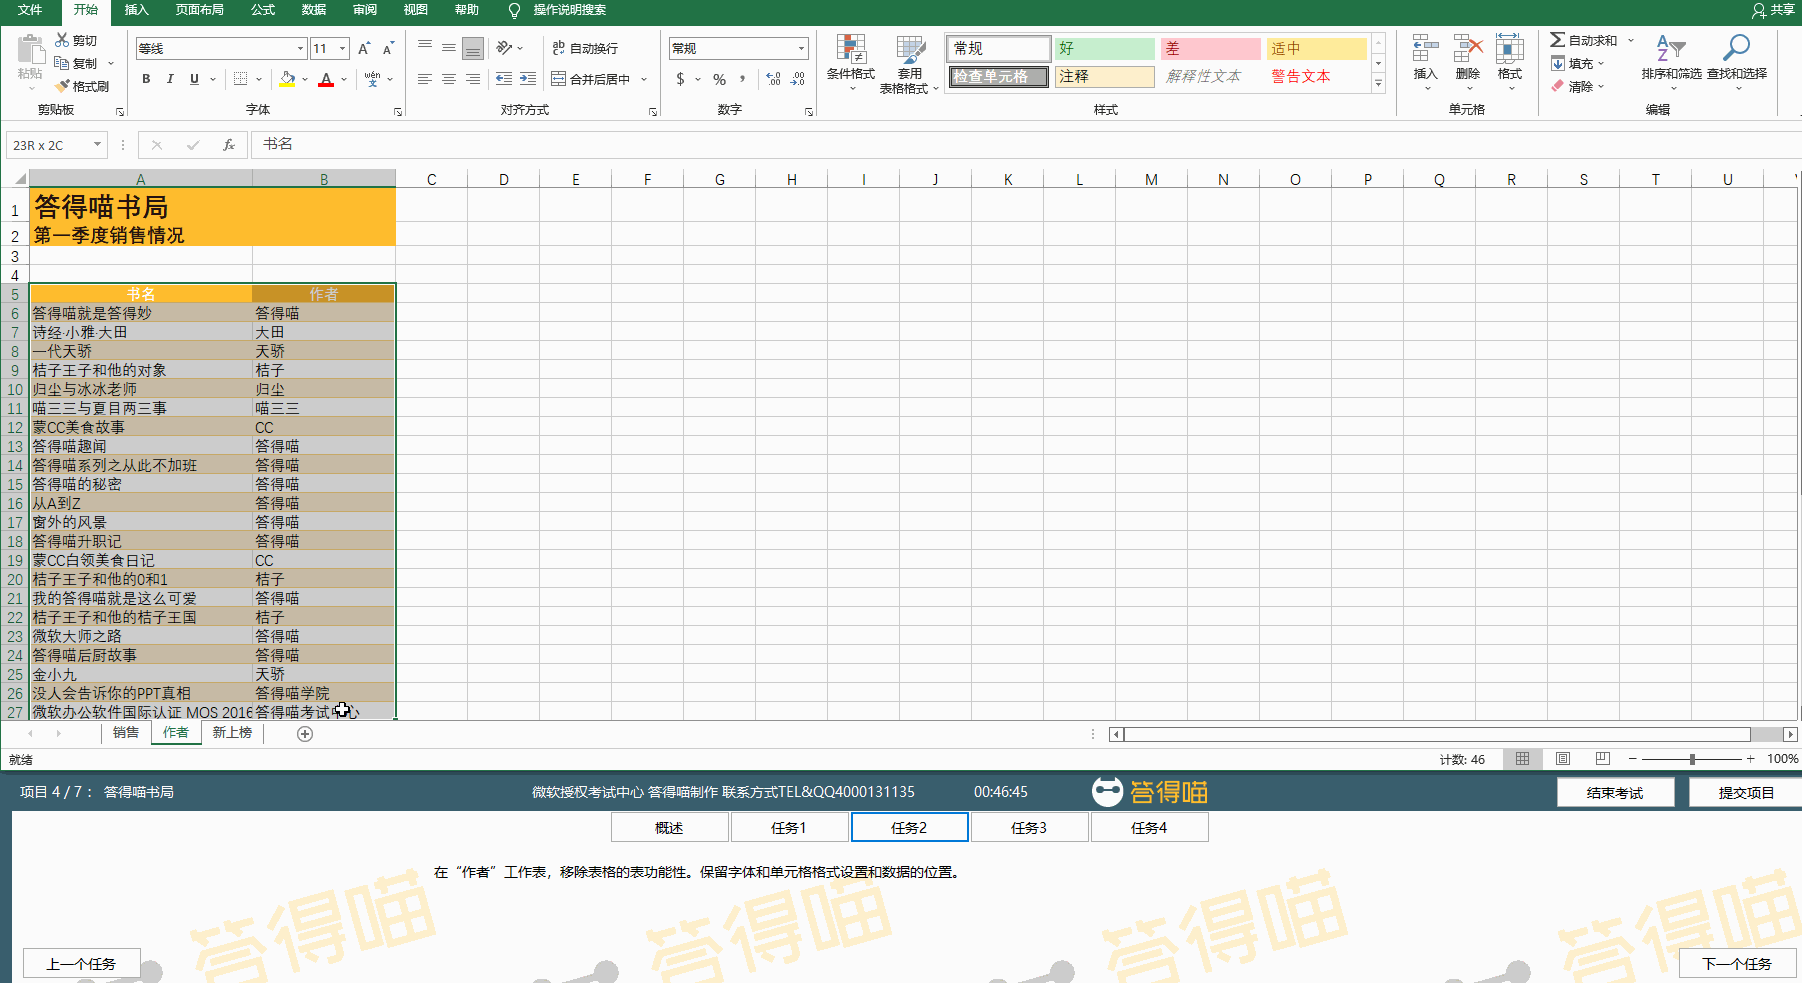 文件 开始 插入 页面布局 公式 数据 审阅 视图 帮助 操作说明搜索 共享
粘贴 剪切 复制 格式刷 剪贴板
等线 11 A A B I U A wén 文 字体
ab 自动换行 合并后居中 对齐方式
常规 $ % , .00 .0 数字
条件格式 套用 表格格式
常规 好 差 适中
检查单元格 注释 解释性文本 警告文本
样式
插入 删除 格式 单元格
自动求和 填充 清除 排序和筛选 查找和选择 编辑
23R x 2C fx 书名
A B C D E F G H I J K L M N O P Q R S T U
1 答得喵书局
2 第一季度销售情况
3
4
5 书名 作者
6 答得喵就是答得妙 答得喵
7 诗经·小雅·大田 大田
8 一代天骄 天骄
9 桔子王子和他的对象 桔子
10 归尘与冰冰老师 归尘
11 喵三三与夏目两三事 喵三三
12 蒙CC美食故事 CC
13 答得喵趣闻 答得喵
14 答得喵系列之从此不加班 答得喵
15 答得喵的秘密 答得喵
16 从A到Z 答得喵
17 窗外的风景 答得喵
18 答得喵升职记 答得喵
19 蒙CC白领美食日记 CC
20 桔子王子和他的0和1 桔子
21 我的答得喵就是这么可爱 答得喵
22 桔子王子和他的桔子王国 桔子
23 微软大师之路 答得喵
24 答得喵后厨故事 答得喵
25 金小九 天骄
26 没人会告诉你的PPT真相 答得喵学院
27 微软办公软件国际认证 MOS 2016 答得喵考试中心
销售 作者 新上榜
就绪 计数: 46 100%
项目 4 / 7： 答得喵书局 微软授权考试中心 答得喵制作 联系方式TEL&QQ4000131135 00:46:45 答得喵 结束考试 提交项目
概述 任务1 任务2 任务3 任务4
在“作者”工作表，移除表格的表功能性。保留字体和单元格格式设置和数据的位置。
答得喵 答得喵 答得喵 答得喵
上一个任务 下一个任务